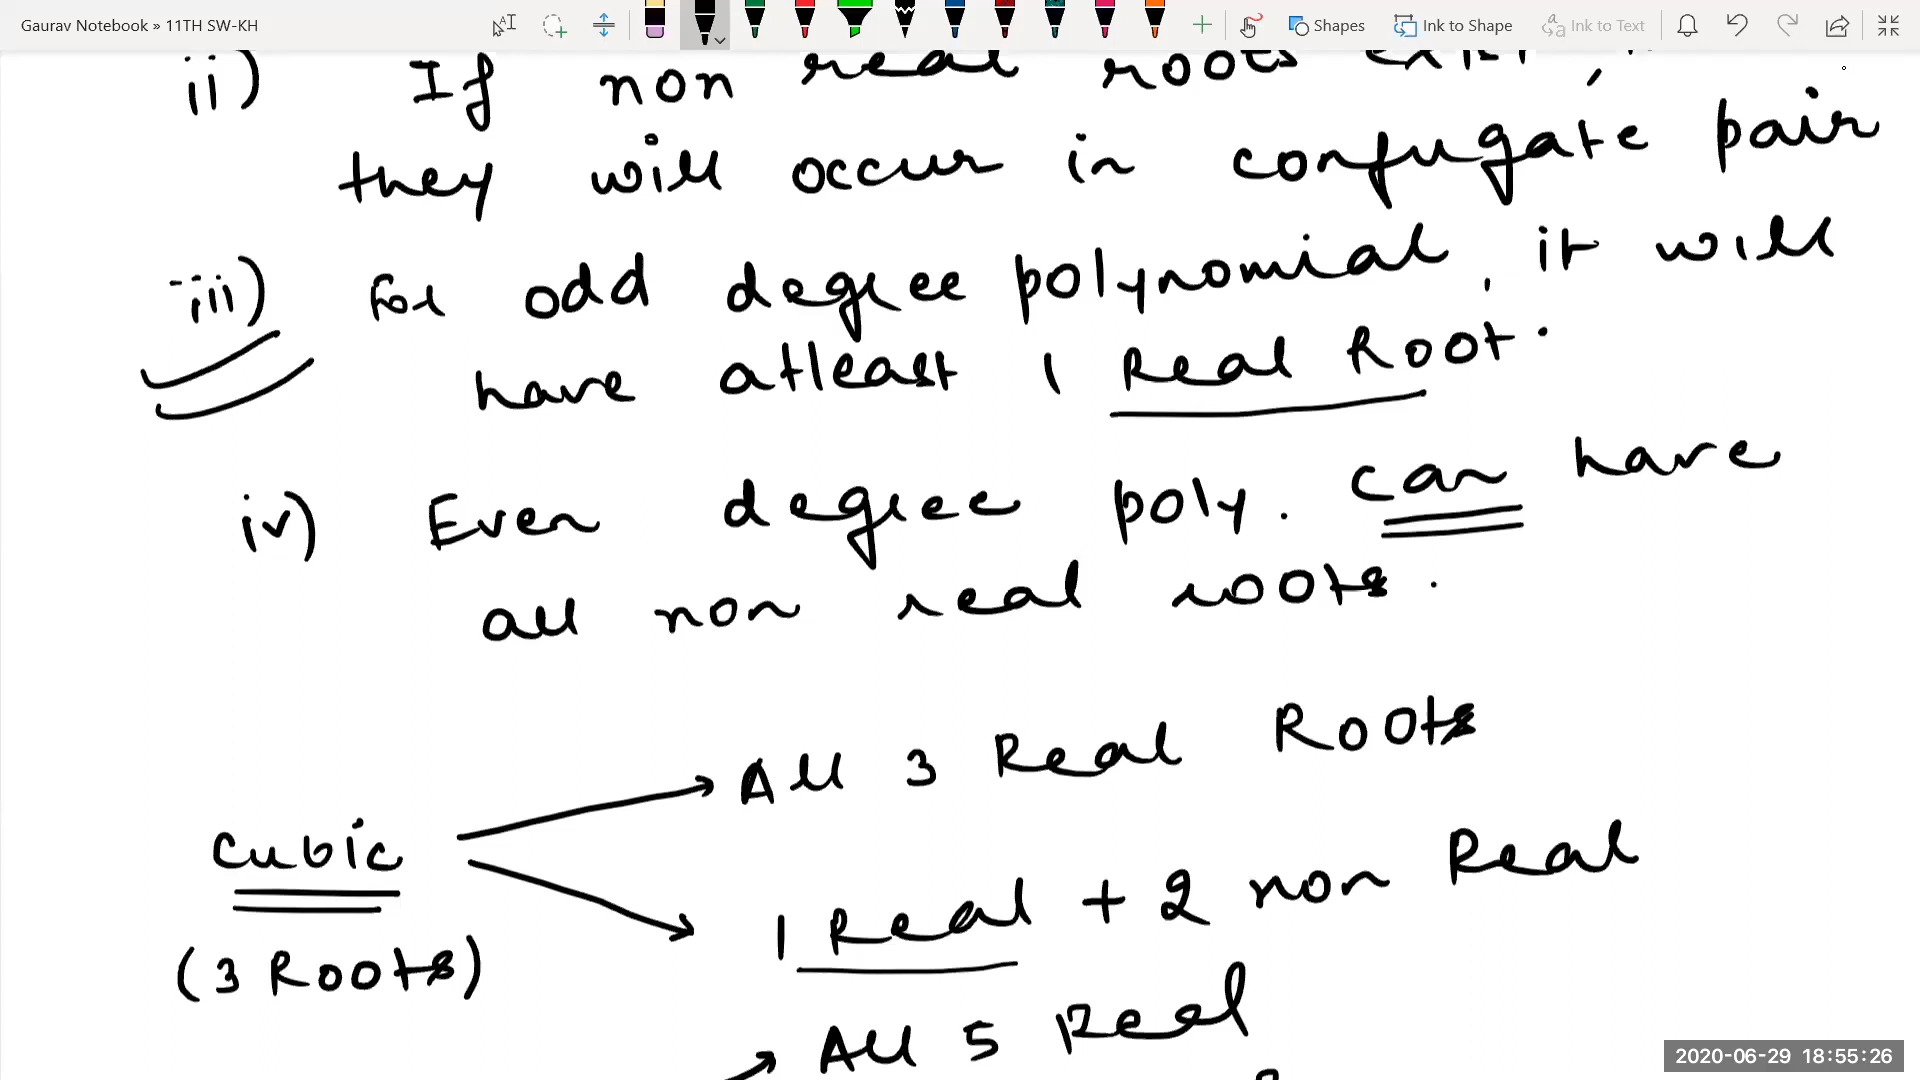 Gaurav Notebook » 11TH SW-KH
Shapes
Ink to Shape
Ink to Text
ii) If non real roots exist,
they will occur in conjugate pair
iii) For odd degree polynomial, it will
have atleast 1 Real Root.
iv) Even degree poly. can have
all non real roots.
All 3 Real Roots
Cubic
1 Real + 2 non Real
(3 Roots)
All 5 Real
2020-06-29 18:55:26